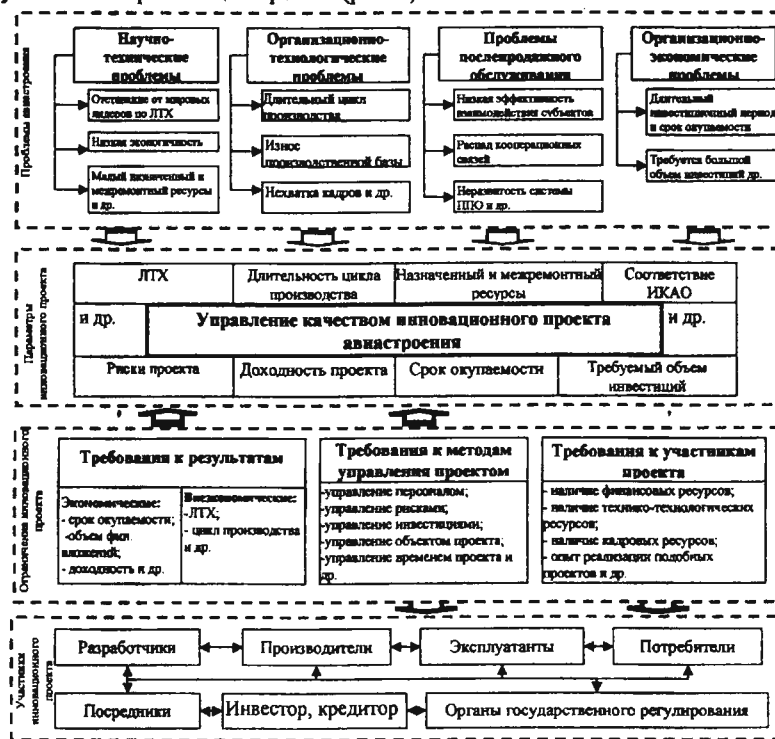 Проблемы авиастроения
Научно-
технические
проблемы
Отставание от мировых
лидеров по ЛТХ
Низкая экологичность
Малый назначенный и
межремонтный ресурсы
и др.
Организационно-
технологические
проблемы
Длительный цикл
производства
Износ
производственной базы
Нехватка кадров и др.
Проблемы
послепродажного
обслуживания
Низкая эффективность
взаимодействия субъектов
Распад кооперационных
связей
Неразвитость системы
ППО и др.
Организационно-
экономические
проблемы
Длительный
инвестиционный период
и срок окупаемости
Требуется большой
объем инвестиций др.
Параметры
инновационного проекта
ЛТХ
Длительность цикла
производства
Назначенный и межремонтный
ресурсы
Соответствие
ИКАО
и др.
Управление качеством инновационного проекта
авиастроения
и др.
Риски проекта
Доходность проекта
Срок окупаемости
Требуемый объем
инвестиций
Ограничения инновационного
проекта
Требования к результатам
Экономические:
- срок окупаемости;
-объем фин.
вложений;
- доходность и др.
Внеэкономические:
-ЛТХ;
- цикл производства
и др.
Требования к методам
управления проектом
-управление персоналом;
-управление рисками;
-управление инвестициями;
-управление объектом проекта;
-управление временем проекта и
др.
Требования к участникам
проекта
- наличие финансовых ресурсов;
- наличие технико-технологических
ресурсов;
- наличие кадровых ресурсов;
- опыт реализации подобных
проектов и др.
Участники
инновационного
проекта
Разработчики
Производители
Эксплуатанты
Потребители
Посредники
Инвестор, кредитор
Органы государственного регулирования